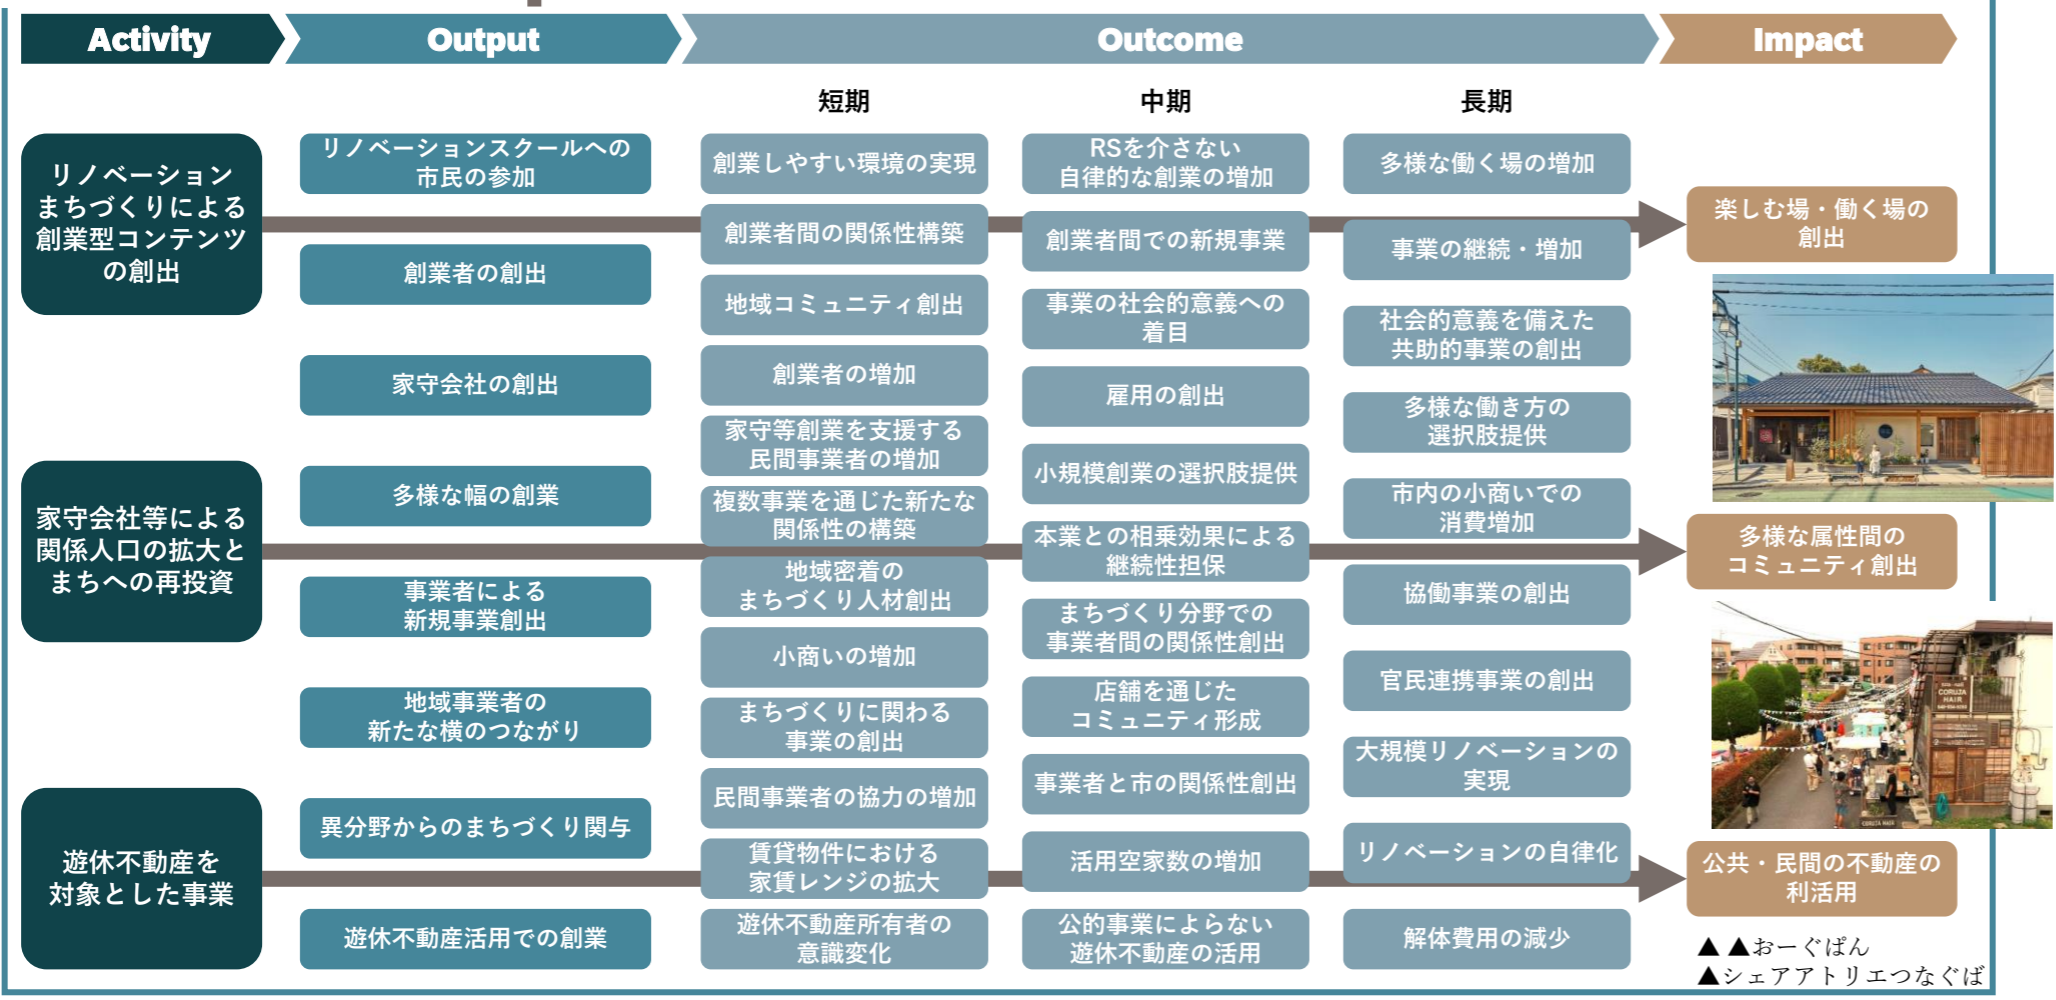 Activity
Output
Outcome
Impact
短期
中期
長期
リノベーション
まちづくりによる
創業型コンテンツ
の創出
家守会社等による
関係人口の拡大と
まちへの再投資
遊休不動産を
対象とした事業
リノベーションスクールへの
市民の参加
創業者の創出
家守会社の創出
多様な幅の創業
事業者による
新規事業創出
地域事業者の
新たな横のつながり
異分野からのまちづくり関与
遊休不動産活用での創業
創業しやすい環境の実現
創業者間の関係性構築
地域コミュニティ創出
創業者の増加
家守等創業を支援する
民間事業者の増加
複数事業を通じた新たな
関係性の構築
地域密着の
まちづくり人材創出
小商いの増加
まちづくりに関わる
事業の創出
民間事業者の協力の増加
賃貸物件における
家賃レンジの拡大
遊休不動産所有者の
意識変化
RSを介さない
自律的な創業の増加
創業者間での新規事業
事業の社会的意義への
着目
雇用の創出
小規模創業の選択肢提供
本業との相乗効果による
継続性担保
まちづくり分野での
事業者間の関係性創出
店舗を通じた
コミュニティ形成
事業者と市の関係性創出
活用空家数の増加
公的事業によらない
遊休不動産の活用
多様な働く場の増加
事業の継続・増加
社会的意義を備えた
共助的事業の創出
多様な働き方の
選択肢提供
市内の小商いでの
消費増加
協働事業の創出
官民連携事業の創出
大規模リノベーションの
実現
リノベーションの自律化
解体費用の減少
楽しむ場・働く場の
創出
多様な属性間の
コミュニティ創出
CORUJA
HAIR
CORUJA HAIR
公共・民間の不動産の
利活用
▲▲おーぐぱん
▲シェアアトリエつなぐば